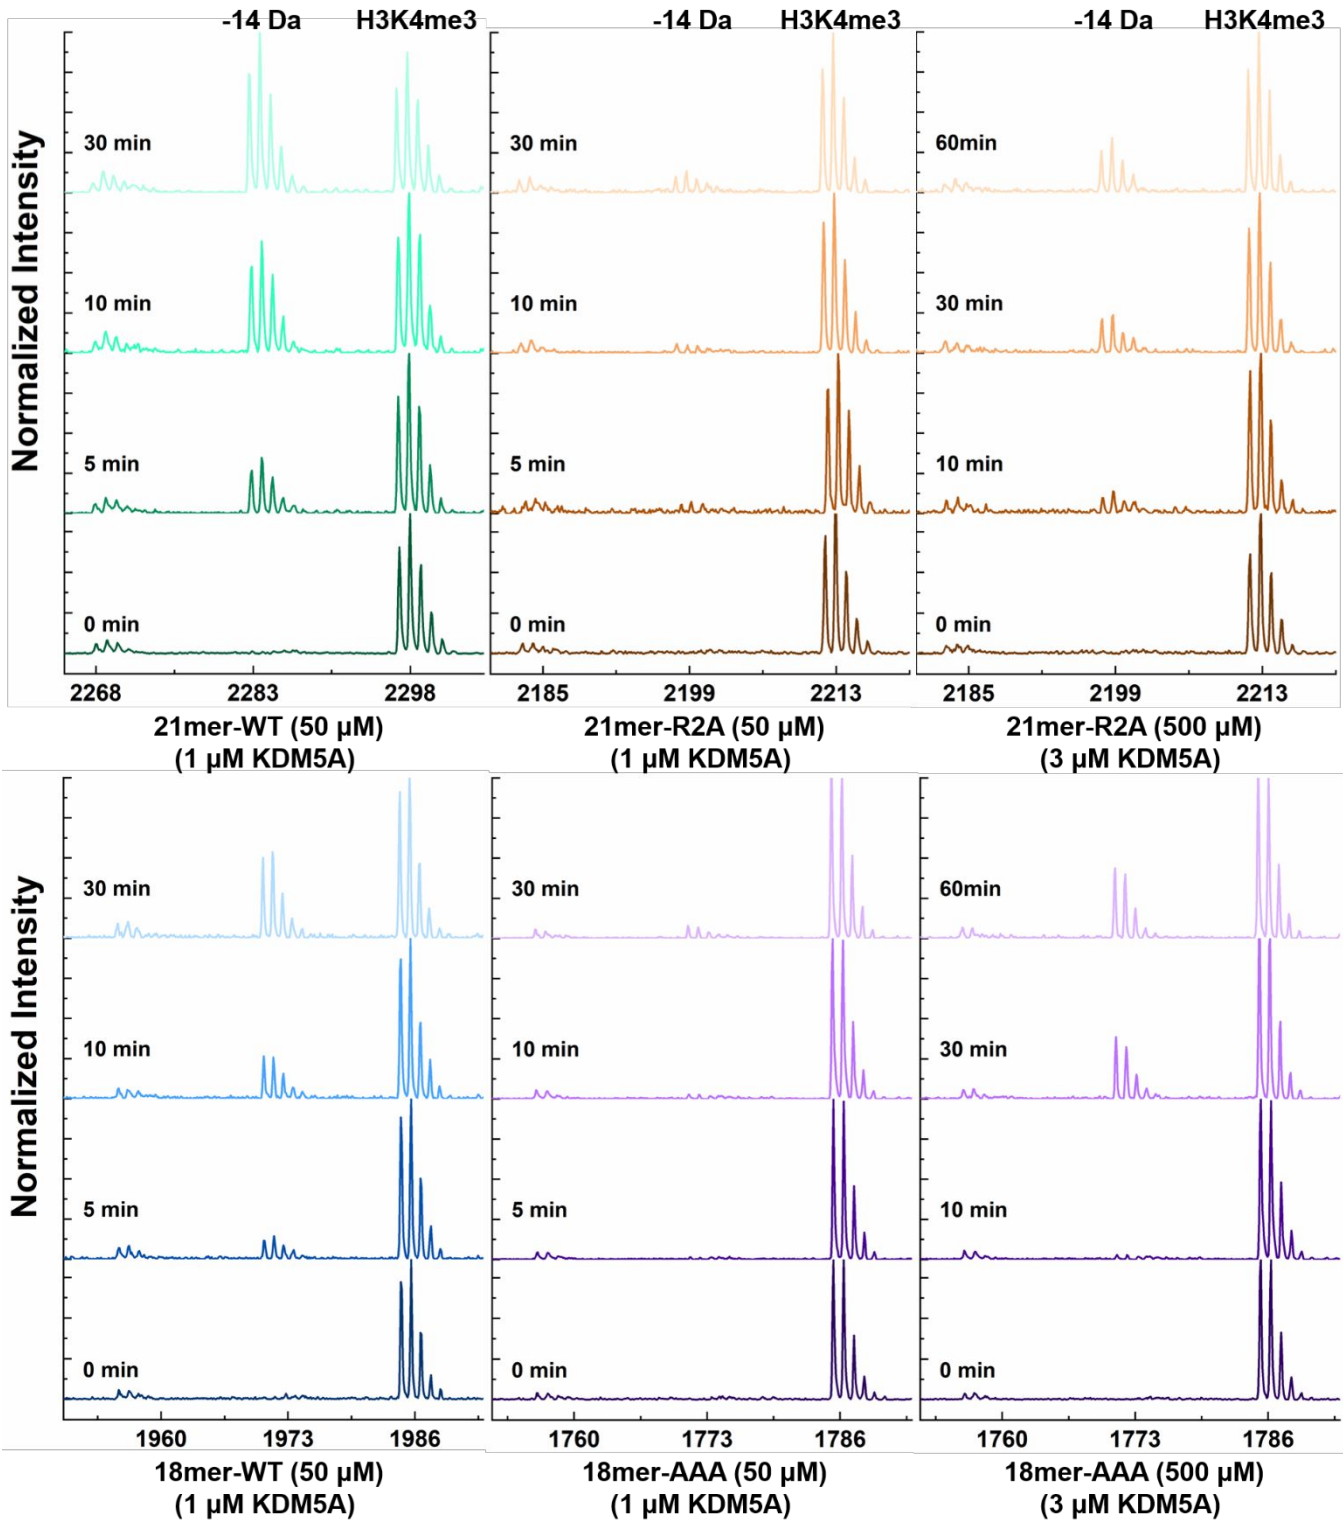 -14 Da H3K4me3 -14 Da H3K4me3 -14 Da H3K4me3
Normalized Intensity
30 min 30 min 60min
10 min 10 min 30 min
5 min 5 min 10 min
0 min 0 min 0 min
2268 2283 2298 2185 2199 2213 2185 2199 2213
21mer-WT (50 µM) 21mer-R2A (50 µM) 21mer-R2A (500 µM)
(1 µM KDM5A) (1 µM KDM5A) (3 µM KDM5A)
Normalized Intensity
30 min 30 min 60min
10 min 10 min 30 min
5 min 5 min 10 min
0 min 0 min 0 min
1960 1973 1986 1760 1773 1786 1760 1773 1786
18mer-WT (50 µM) 18mer-AAA (50 µM) 18mer-AAA (500 µM)
(1 µM KDM5A) (1 µM KDM5A) (3 µM KDM5A)